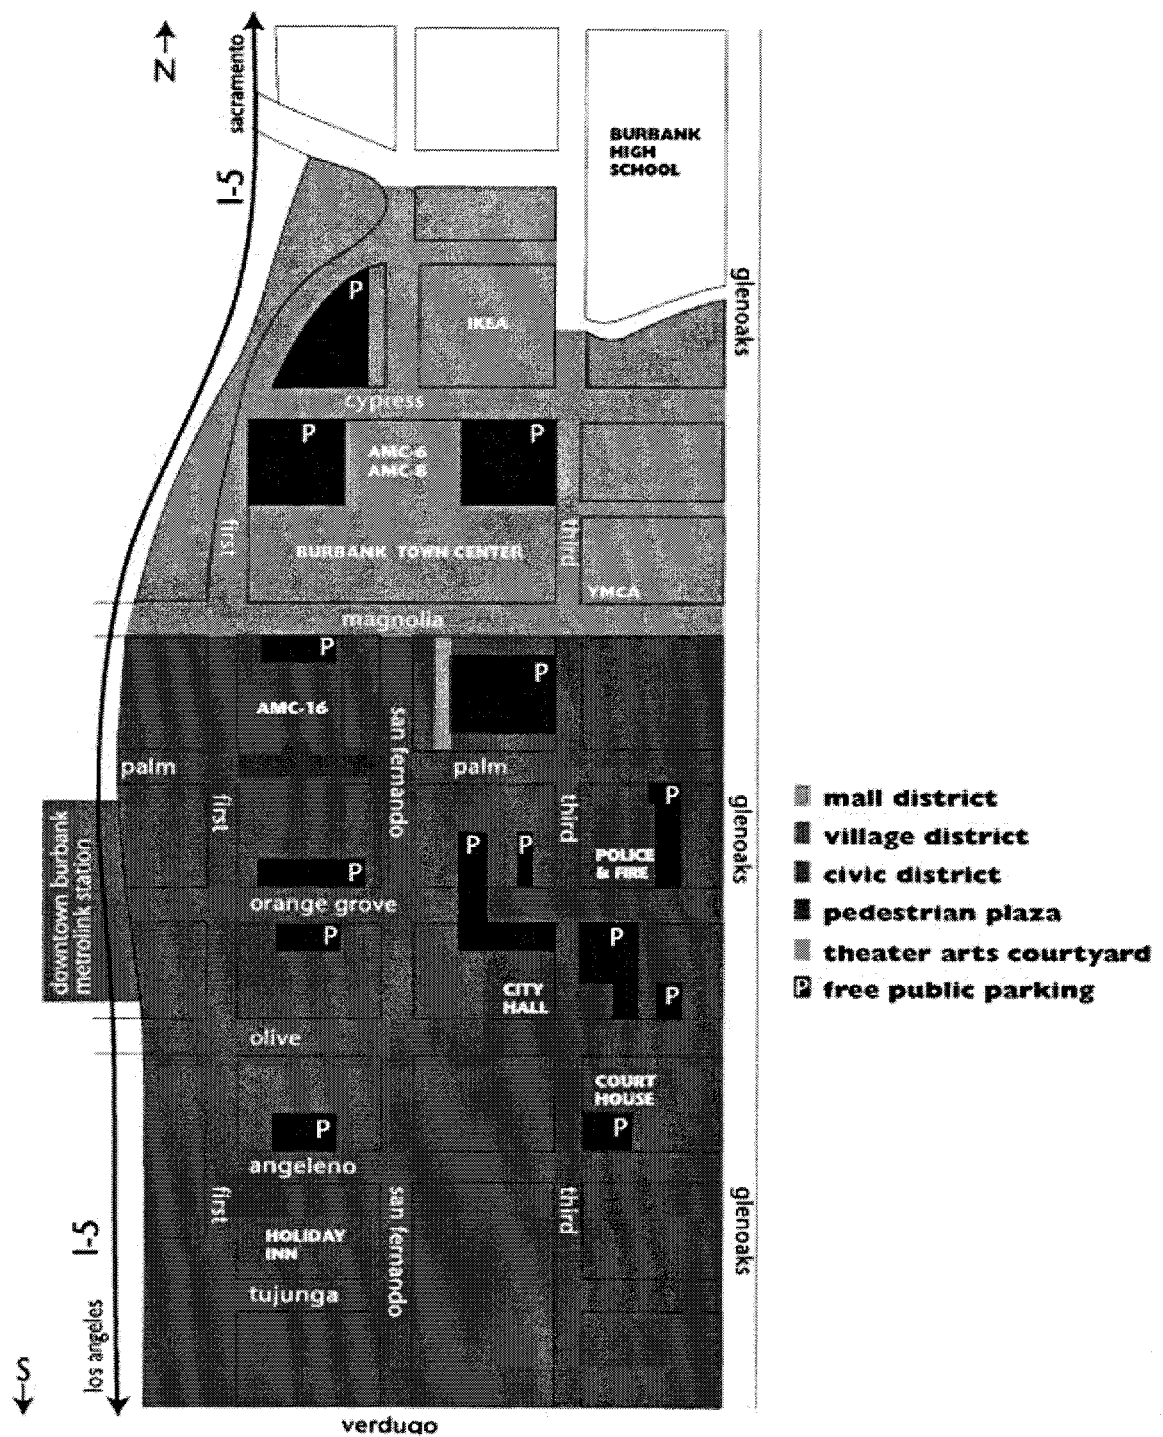 N
sacramento
I-5
BURBANK
HIGH
SCHOOL
glenoaks
P
IKEA
cypress
P
P
AMC-6
AMC-8
first
third
BURBANK TOWN CENTER
YMCA
magnolia
P
P
AMC-16
san fernando
palm
palm
first
third
glenoaks
P
P
P
POLICE
& FIRE
P
orange grove
downtown burbank
metrolink station
P
P
P
CITY
HALL
olive
COURT
HOUSE
P
P
angeleno
first
san fernando
third
glenoaks
HOLIDAY
INN
tujunga
I-5
los angeles
S
verdugo
mall district
village district
civic district
pedestrian plaza
theater arts courtyard
P free public parking